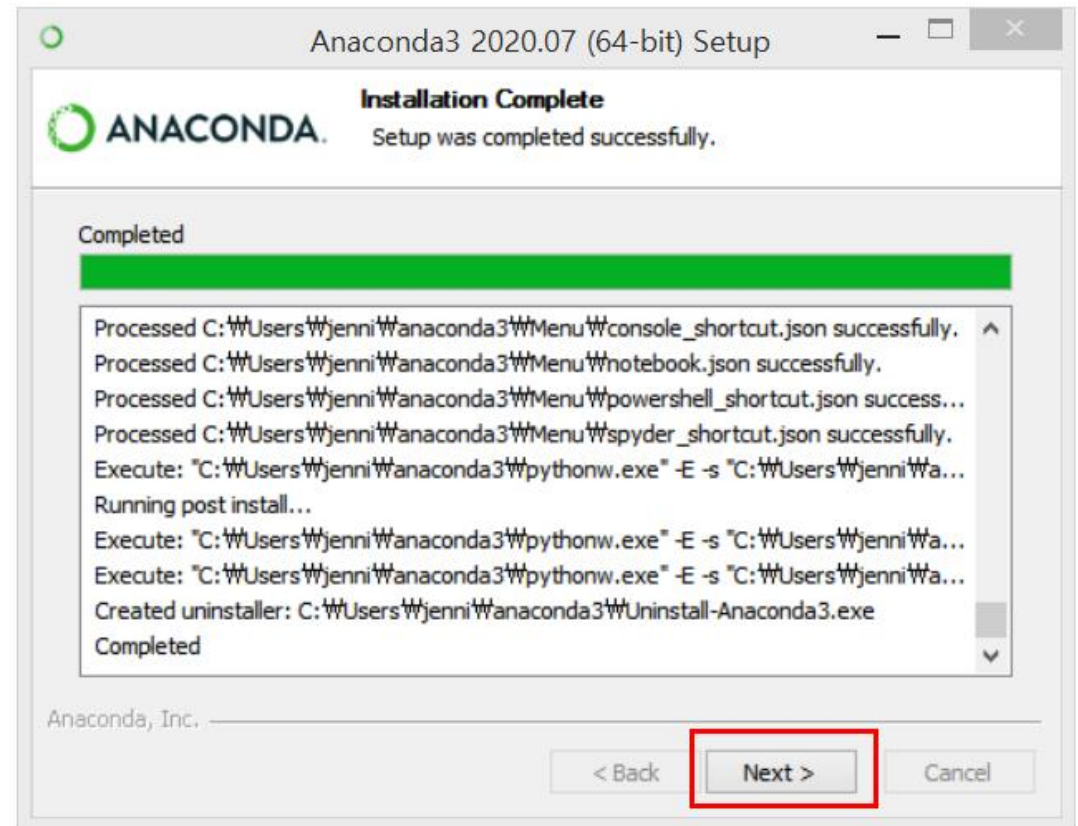 Anaconda3 2020.07 (64-bit) Setup
ANACONDA.
Installation Complete
Setup was completed successfully.
Completed
Processed C:₩Users₩jenni₩anaconda3₩Menu₩console_shortcut.json successfully.
Processed C:₩Users₩jenni₩anaconda3₩Menu₩notebook.json successfully.
Processed C:₩Users₩jenni₩anaconda3₩Menu₩powershell_shortcut.json success...
Processed C:₩Users₩jenni₩anaconda3₩Menu₩spyder_shortcut.json successfully.
Execute: "C:₩Users₩jenni₩anaconda3₩pythonw.exe" -E -s "C:₩Users₩jenni₩a...
Running post install...
Execute: "C:₩Users₩jenni₩anaconda3₩pythonw.exe" -E -s "C:₩Users₩jenni₩a...
Execute: "C:₩Users₩jenni₩anaconda3₩pythonw.exe" -E -s "C:₩Users₩jenni₩a...
Created uninstaller: C:₩Users₩jenni₩anaconda3₩Uninstall-Anaconda3.exe
Completed
Anaconda, Inc.
< Back Next > Cancel